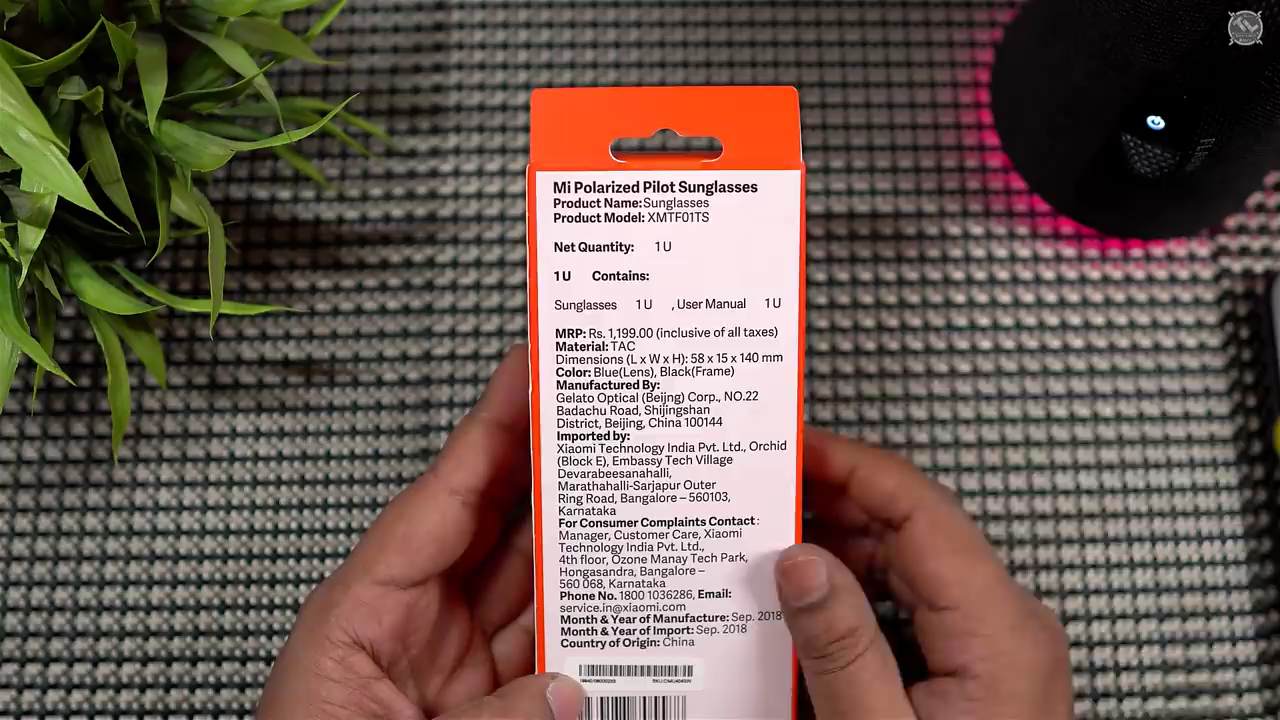 Mi Polarized Pilot Sunglasses
Product Name:Sunglasses
Product Model: XMTF01TS
Net Quantity: 1 U
1 U Contains:
Sunglasses 1 U , User Manual 1 U
MRP: Rs. 1,199.00 (inclusive of all taxes)
Material: TAC
Dimensions (L x W x H): 58 x 15 x 140 mm
Color: Blue(Lens), Black(Frame)
Manufactured By:
Gelato Optical (Beijng) Corp., NO.22
Badachu Road, Shijingshan
District, Beijing, China 100144
Imported by:
Xiaomi Technology India Pvt. Ltd., Orchid
(Block E), Embassy Tech Village
Devarabeesanahalli,
Marathahalli-Sarjapur Outer
Ring Road, Bangalore – 560103,
Karnataka
For Consumer Complaints Contact :
Manager, Customer Care, Xiaomi
Technology India Pvt. Ltd.,
4th floor, Ozone Manay Tech Park,
Hongasandra, Bangalore –
560 068, Karnataka
Phone No. 1800 1036286, Email:
service.in@xiaomi.com
Month & Year of Manufacture: Sep. 2018
Month & Year of Import: Sep. 2018
Country of Origin: China